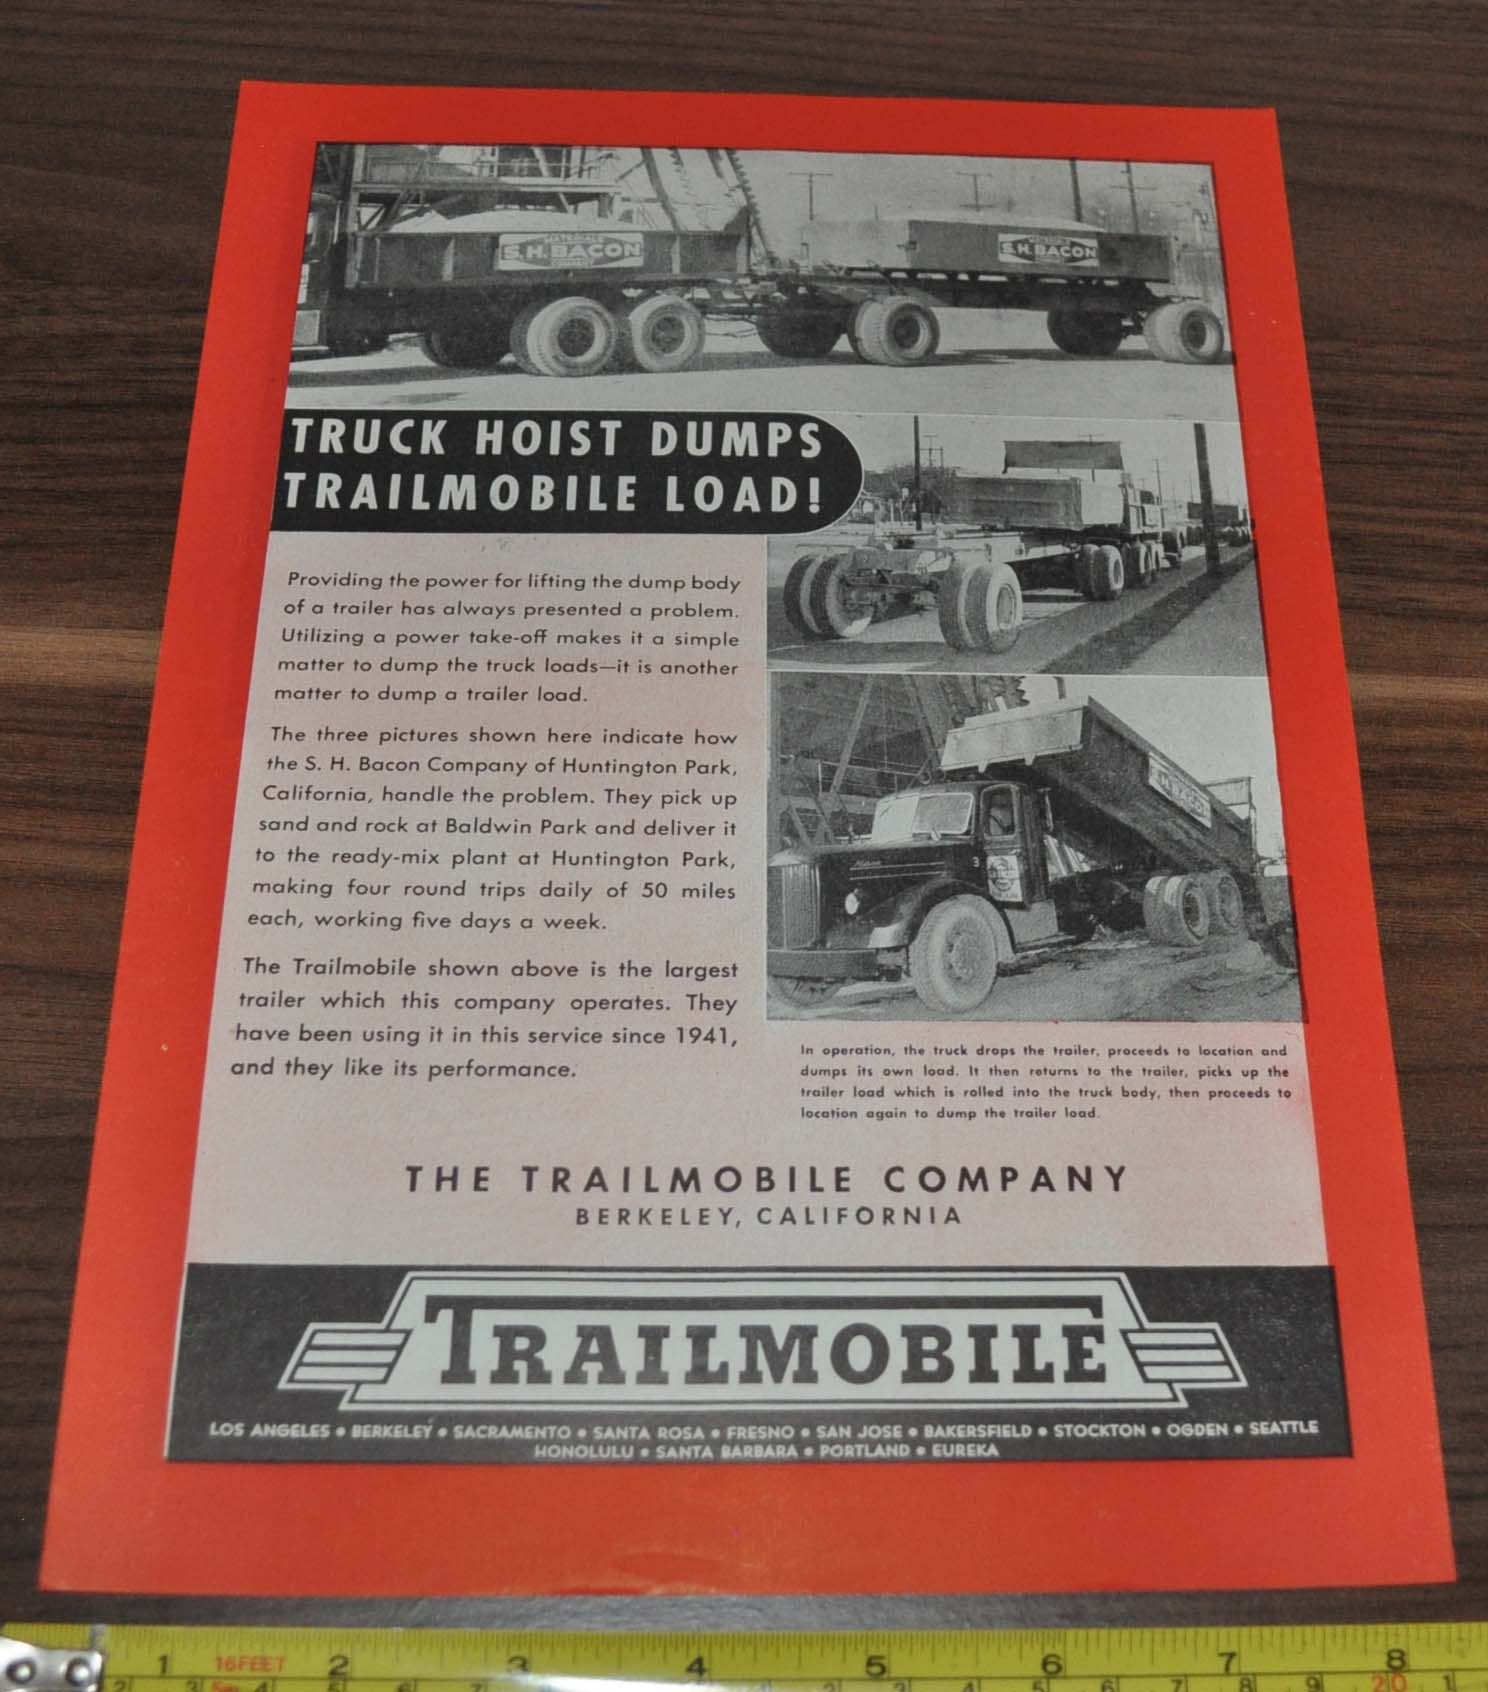 S.H.BACON
S.H.BACON
TRUCK HOIST DUMPS
TRAILMOBILE LOAD!
Providing the power for lifting the dump body
of a trailer has always presented a problem.
Utilizing a power take-off makes it a simple
matter to dump the truck loads—it is another
matter to dump a trailer load.
The three pictures shown here indicate how
the S. H. Bacon Company of Huntington Park,
California, handle the problem. They pick up
sand and rock at Baldwin Park and deliver it
to the ready-mix plant at Huntington Park,
making four round trips daily of 50 miles
each, working five days a week.
The Trailmobile shown above is the largest
trailer which this company operates. They
have been using it in this service since 1941,
and they like its performance.
S.H.BACON
3
In operation, the truck drops the trailer, proceeds to location and
dumps its own load. It then returns to the trailer, picks up the
trailer load which is rolled into the truck body, then proceeds to
location again to dump the trailer load.
THE TRAILMOBILE COMPANY
BERKELEY, CALIFORNIA
TRAILMOBILE
LOS ANGELES • BERKELEY • SACRAMENTO • SANTA ROSA • FRESNO • SAN JOSE • BAKERSFIELD • STOCKTON • OGDEN • SEATTLE
HONOLULU • SANTA BARBARA • PORTLAND • EUREKA
1 16FEET 2 3 4 5 6 7 8